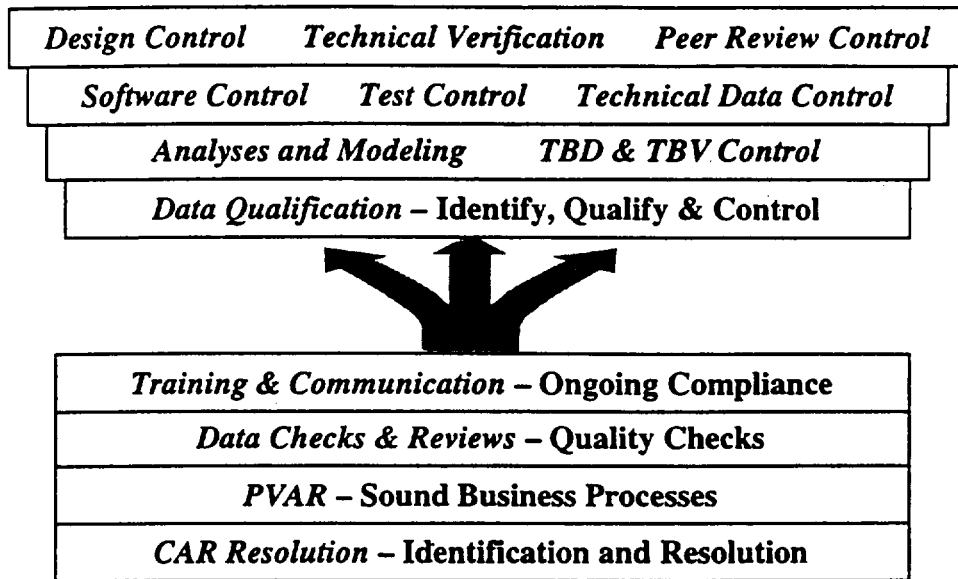 Design Control Technical Verification Peer Review Control
Software Control Test Control Technical Data Control
Analyses and Modeling TBD & TBV Control
Data Qualification – Identify, Qualify & Control
Training & Communication – Ongoing Compliance
Data Checks & Reviews – Quality Checks
PVAR – Sound Business Processes
CAR Resolution – Identification and Resolution